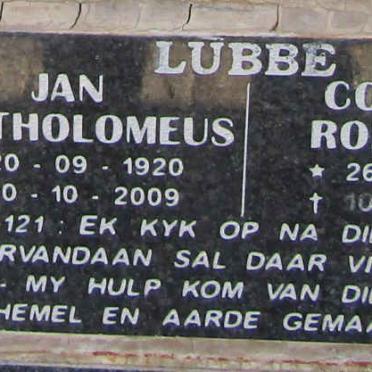 LUBBE
JAN
THOLOMEUS
20 - 09 - 1920
0 - 10 - 2009
CO
RO
★ 26
† 10
121 : EK KYK OP NA DI
RVANDAAN SAL DAAR V
- MY HULP KOM VAN DI
HEMEL EN AARDE GEMAA